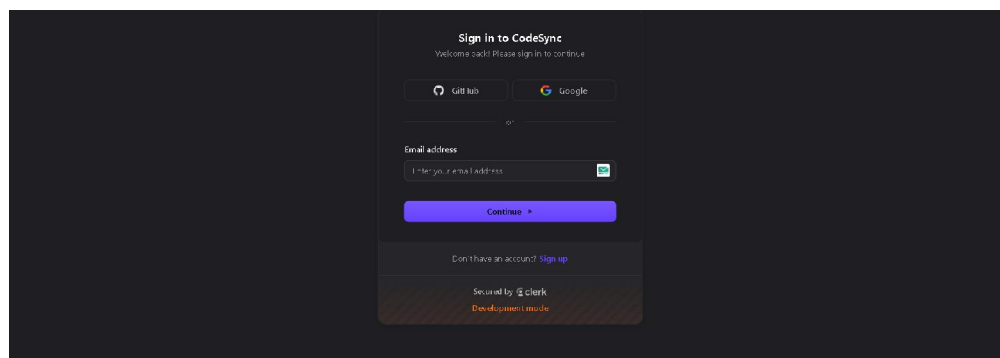 Sign in to CodeSync
Welcome back! Please sign in to continue
GitHub
Google
or
Email address
Enter your email address
Continue
Don't have an account? Sign up
Secured by clerk
Development mode